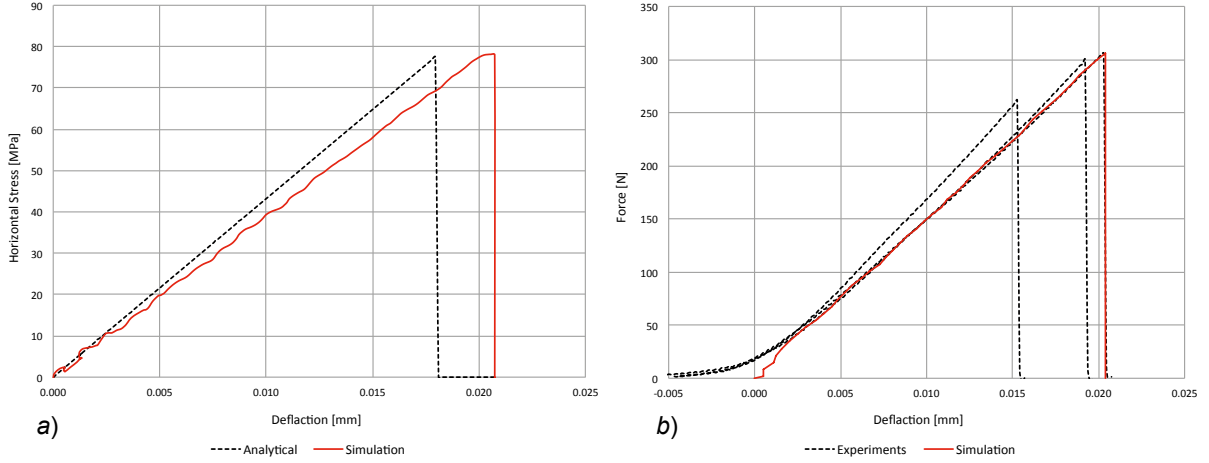 90
80
70
60
50
40
30
20
10
0
Horizontal Stress [MPa]
0.000 0.005 0.010 0.015 0.020 0.025
Deflaction [mm]
a)
Analytical Simulation
350
300
250
200
150
100
50
0
Force [N]
-0.005 0.000 0.005 0.010 0.015 0.020 0.025
Deflaction [mm]
b)
Experiments Simulation